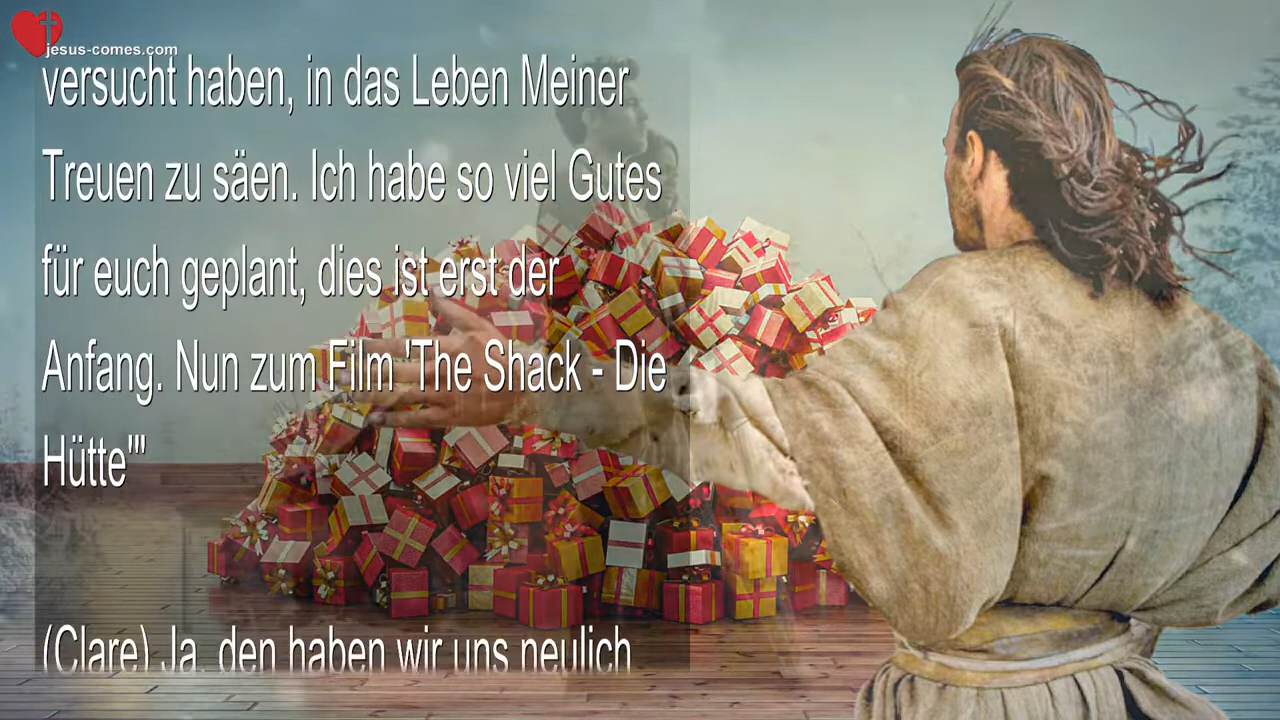 jesus-comes.com
versucht haben, in das Leben Meiner
Treuen zu säen. Ich habe so viel Gutes
für euch geplant, dies ist erst der
Anfang. Nun zum Film 'The Shack - Die
Hütte'"
(Clare) Ja, den haben wir uns neulich